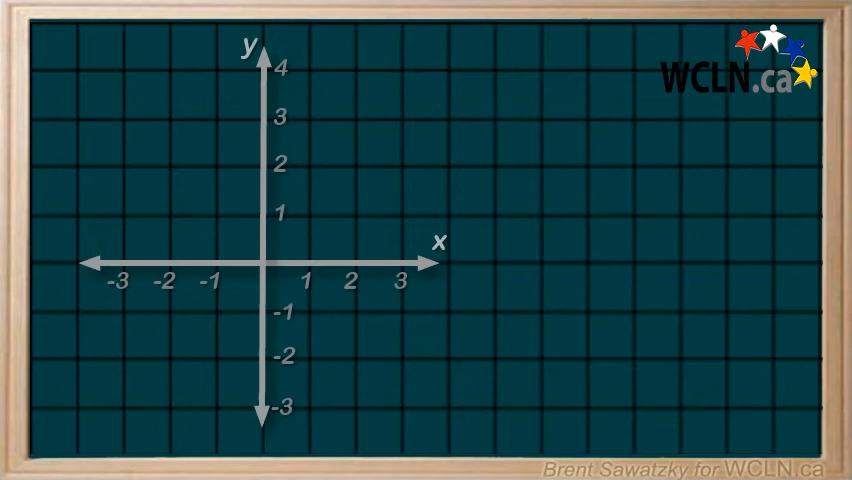 y
WCLN.ca
4
3
2
1
x
-3 -2 -1 1 2 3
-1
-2
-3
Brent Sawatzky for WCLN.ca